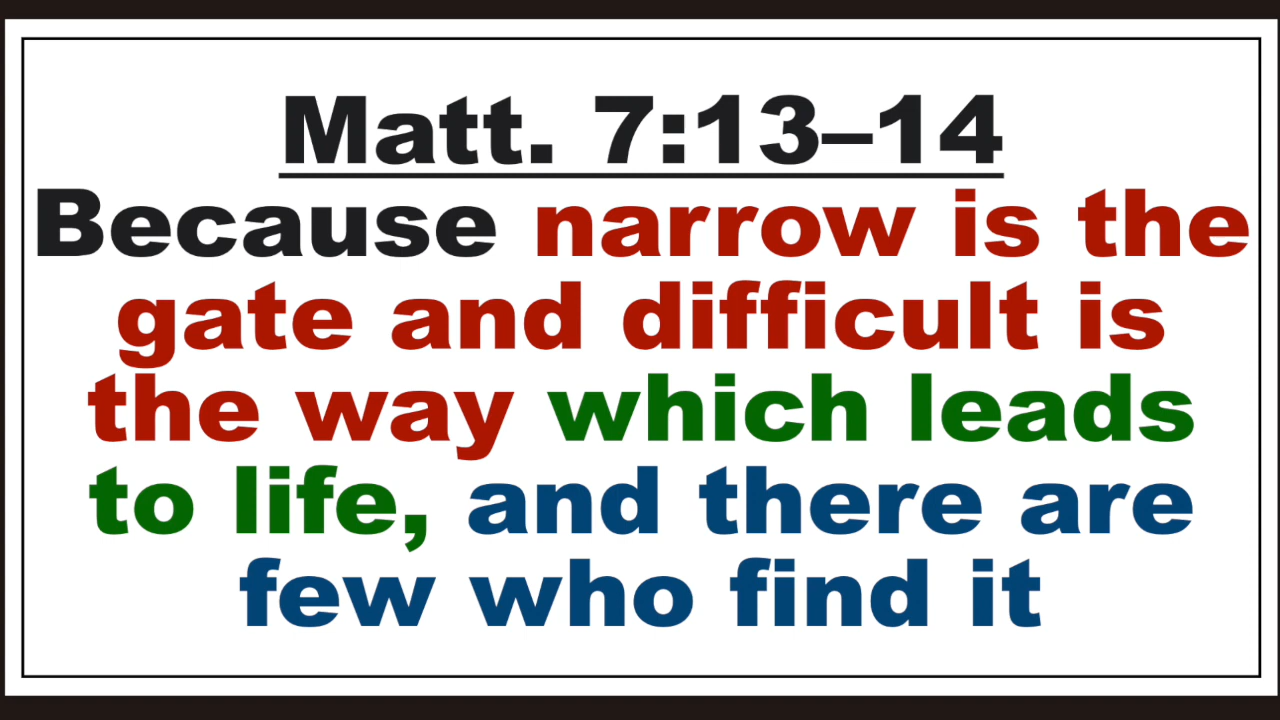 Matt. 7:13–14
Because narrow is the
gate and difficult is
the way which leads
to life, and there are
few who find it